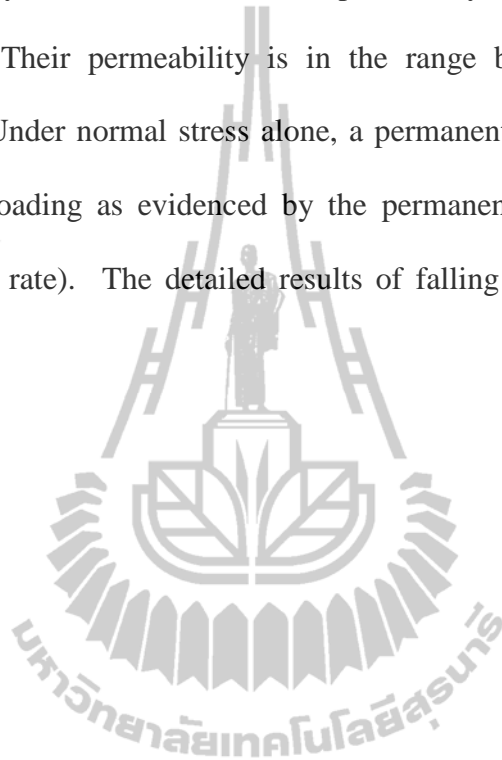 Their permeability is in the range b
Under normal stress alone, a permanent
oading as evidenced by the permanen
rate). The detailed results of falling
มหาวิทยาลัยเทคโนโลยีสุรนารี